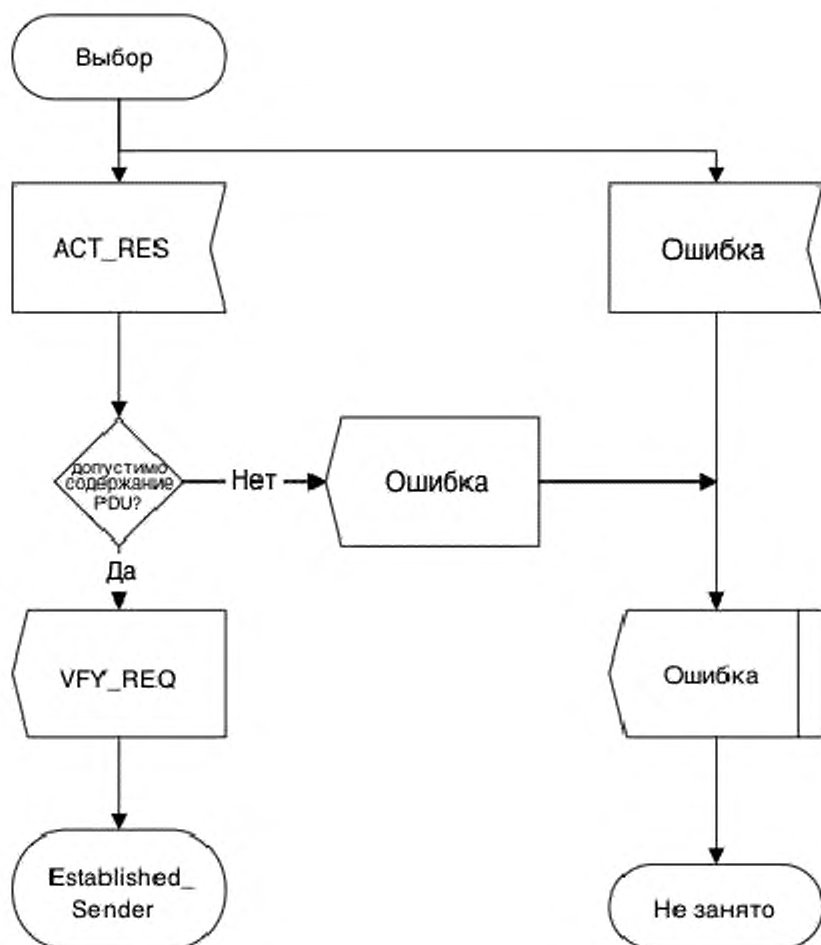 Выбор
ACT_RES
Ошибка
допустимо
содержание
PDU?
Нет
Ошибка
Да
VFY_REQ
Ошибка
Established_
Sender
Не занято